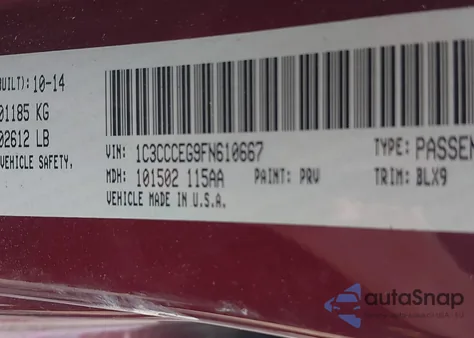 BUILT): 10-14
01185 KG
02612 LB
VEHICLE SAFETY.
VIN: 1C3CCCEG9FN610667
TYPE: PASSEN
MDH: 101502 115AA
PAINT: PRV
TRIM: BLX9
VEHICLE MADE IN U.S.A.
autaSnap